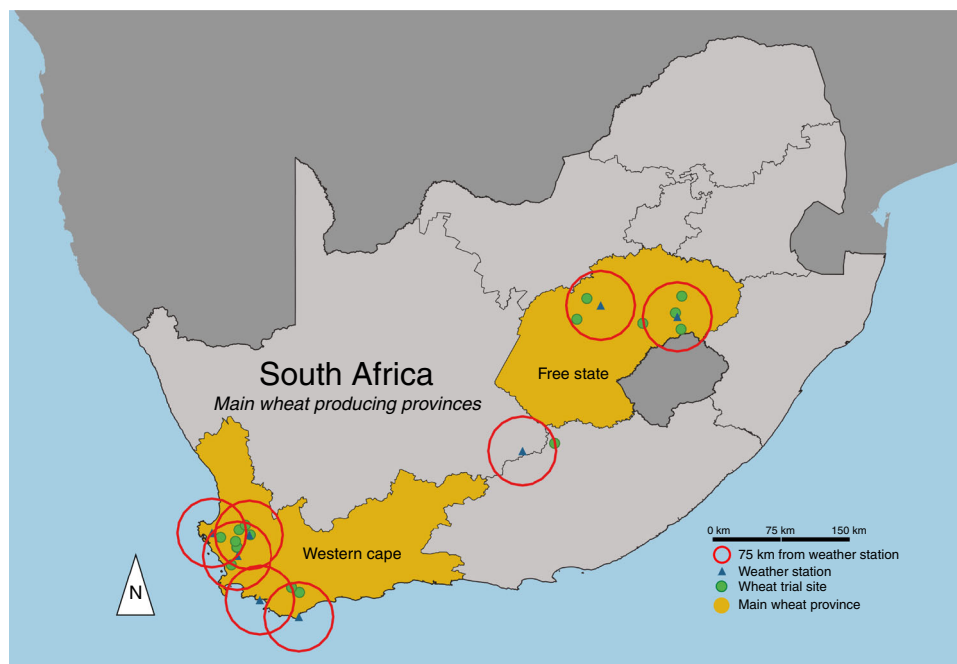 South Africa
Main wheat producing provinces
Free state
Western cape
N
0 km 75 km 150 km
75 km from weather station
Weather station
Wheat trial site
Main wheat province